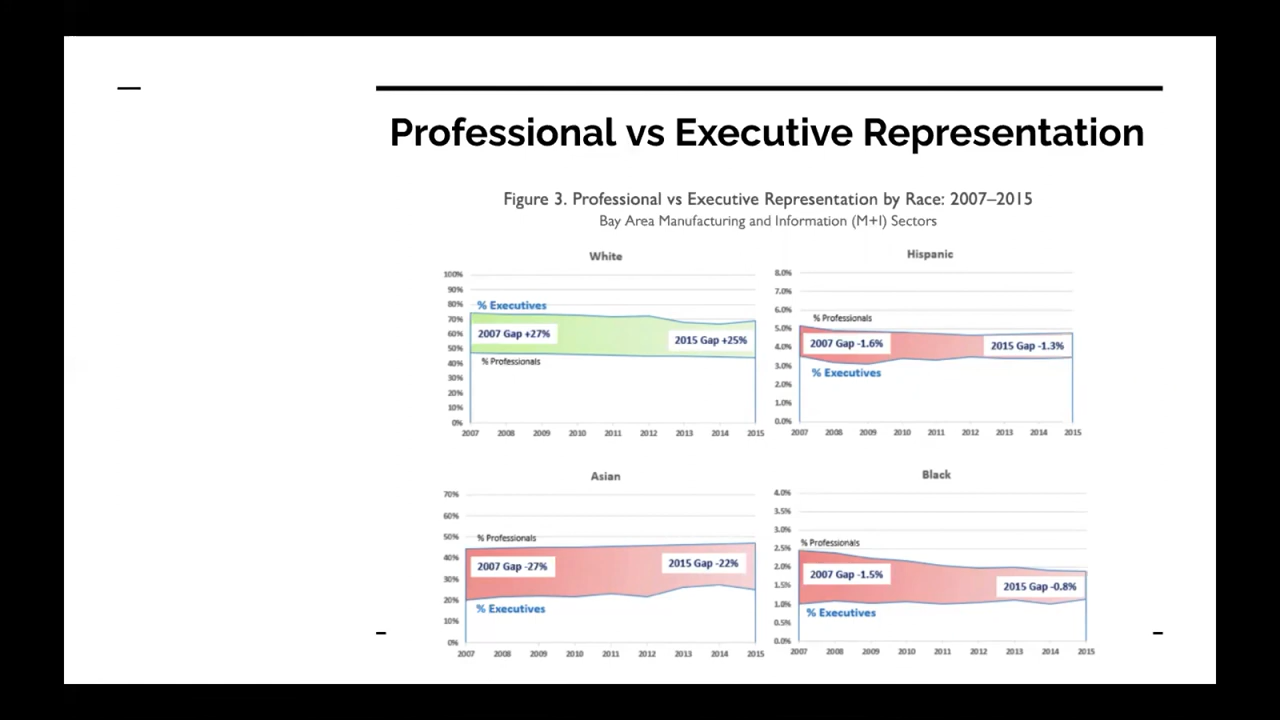 Professional vs Executive Representation
Figure 3. Professional vs Executive Representation by Race: 2007–2015
Bay Area Manufacturing and Information (M+I) Sectors
White
100%
90%
80%
70%
60%
50%
40%
30%
20%
10%
0%
% Executives
2007 Gap +27%
2015 Gap +25%
% Professionals
2007 2008 2009 2010 2011 2012 2013 2014 2015
Hispanic
8.0%
7.0%
6.0%
5.0%
4.0%
3.0%
2.0%
1.0%
0.0%
% Professionals
2007 Gap -1.6%
2015 Gap -1.3%
% Executives
2007 2008 2009 2010 2011 2012 2013 2014 2015
Asian
70%
60%
50%
40%
30%
20%
10%
0%
% Professionals
2007 Gap -27%
2015 Gap -22%
% Executives
2007 2008 2009 2010 2011 2012 2013 2014 2015
Black
4.0%
3.5%
3.0%
2.5%
2.0%
1.5%
1.0%
0.5%
0.0%
% Professionals
2007 Gap -1.5%
2015 Gap -0.8%
% Executives
2007 2008 2009 2010 2011 2012 2013 2014 2015